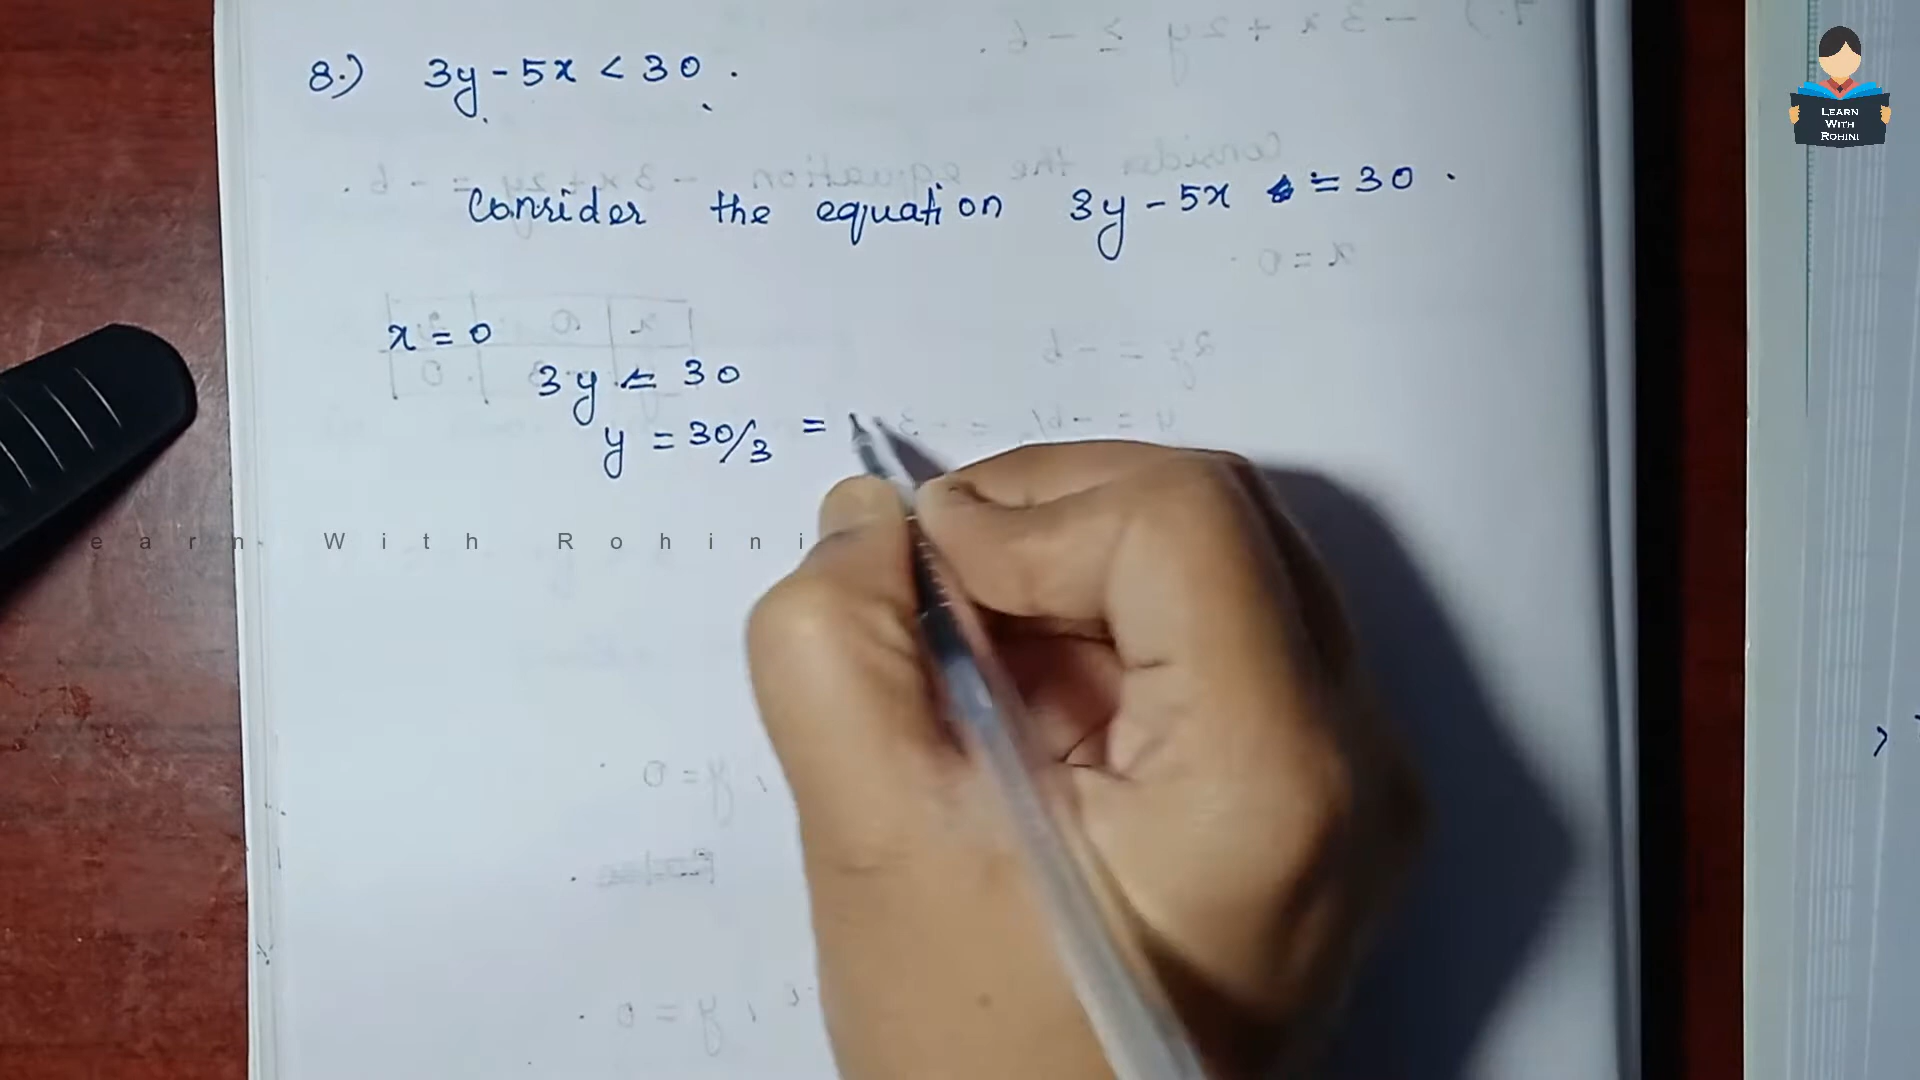 LEARN
WITH
ROHINI
8.) 3y - 5x < 30 .
Consider the equation 3y - 5x = 30 .
x = 0
3y = 30
y = 30/3 =
earn With Rohini